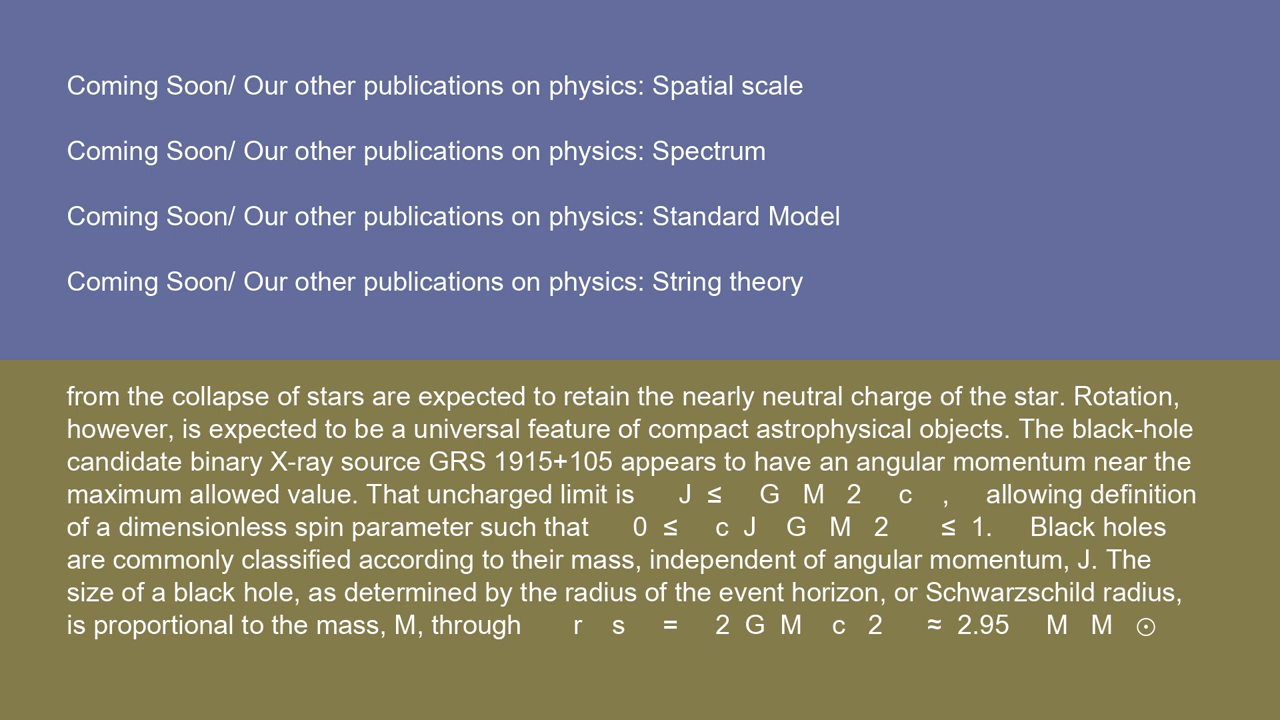 Coming Soon/ Our other publications on physics: Spatial scale
Coming Soon/ Our other publications on physics: Spectrum
Coming Soon/ Our other publications on physics: Standard Model
Coming Soon/ Our other publications on physics: String theory
from the collapse of stars are expected to retain the nearly neutral charge of the star. Rotation,
however, is expected to be a universal feature of compact astrophysical objects. The black-hole
candidate binary X-ray source GRS 1915+105 appears to have an angular momentum near the
maximum allowed value. That uncharged limit is J ≤ G M 2 c , allowing definition
of a dimensionless spin parameter such that 0 ≤ c J G M 2 ≤ 1. Black holes
are commonly classified according to their mass, independent of angular momentum, J. The
size of a black hole, as determined by the radius of the event horizon, or Schwarzschild radius,
is proportional to the mass, M, through r s = 2 G M c 2 ≈ 2.95 M M ⊙